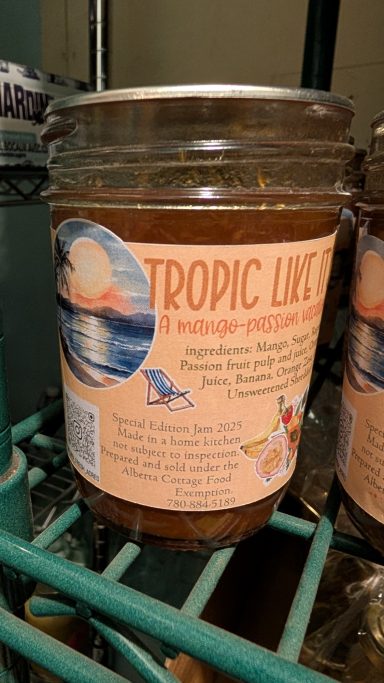 TROPIC LIKE IT
A mango-passion
ingredients: Mango, Sugar,
Passion fruit pulp and juice,
Juice, Banana, Orange
Unsweetened
Special Edition Jam 2025
Made in a home kitchen
not subject to inspection.
Prepared and sold under the
Alberta Cottage Food
Exemption.
780-884-5189